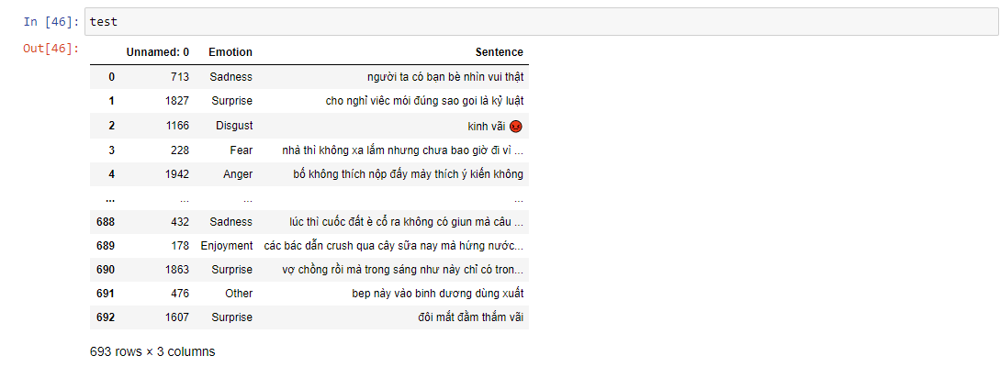 In [46]: test
Out[46]:
Unnamed: 0 Emotion Sentence
0 713 Sadness người ta có bạn bè nhìn vui thật
1 1827 Surprise cho nghỉ viêc mói đúng sao goi là kỷ luật
2 1166 Disgust kinh vãi 😡
3 228 Fear nhà thì không xa lắm nhưng chưa bao giờ đi vì ...
4 1942 Anger bố không thích nộp đấy mày thích ý kiến không
... ... ... ...
688 432 Sadness lúc thì cuốc đất è cổ ra không có giun mà câu ...
689 178 Enjoyment các bác dẫn crush qua cây sữa nay mà hứng nước...
690 1863 Surprise vợ chồng rồi mà trong sáng như này chỉ có tron...
691 476 Other bep này vào binh dương dùng xuất
692 1607 Surprise đôi mắt đằm thắm vãi
693 rows × 3 columns